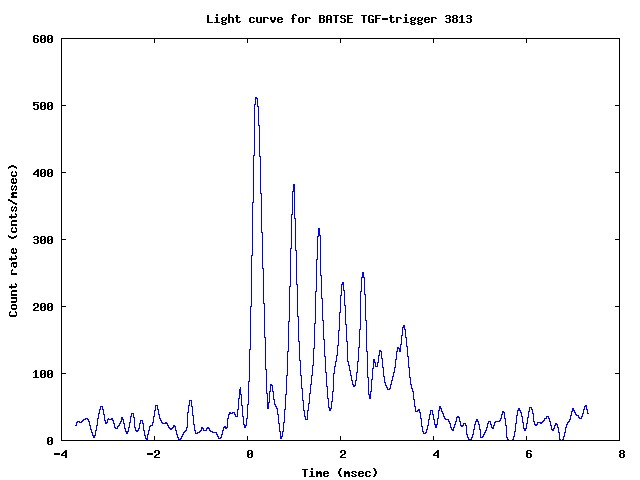 Light curve for BATSE TGF-trigger 3813
600
500
400
300
200
100
0
Count rate (cnts/msec)
-4 -2 0 2 4 6 8
Time (msec)